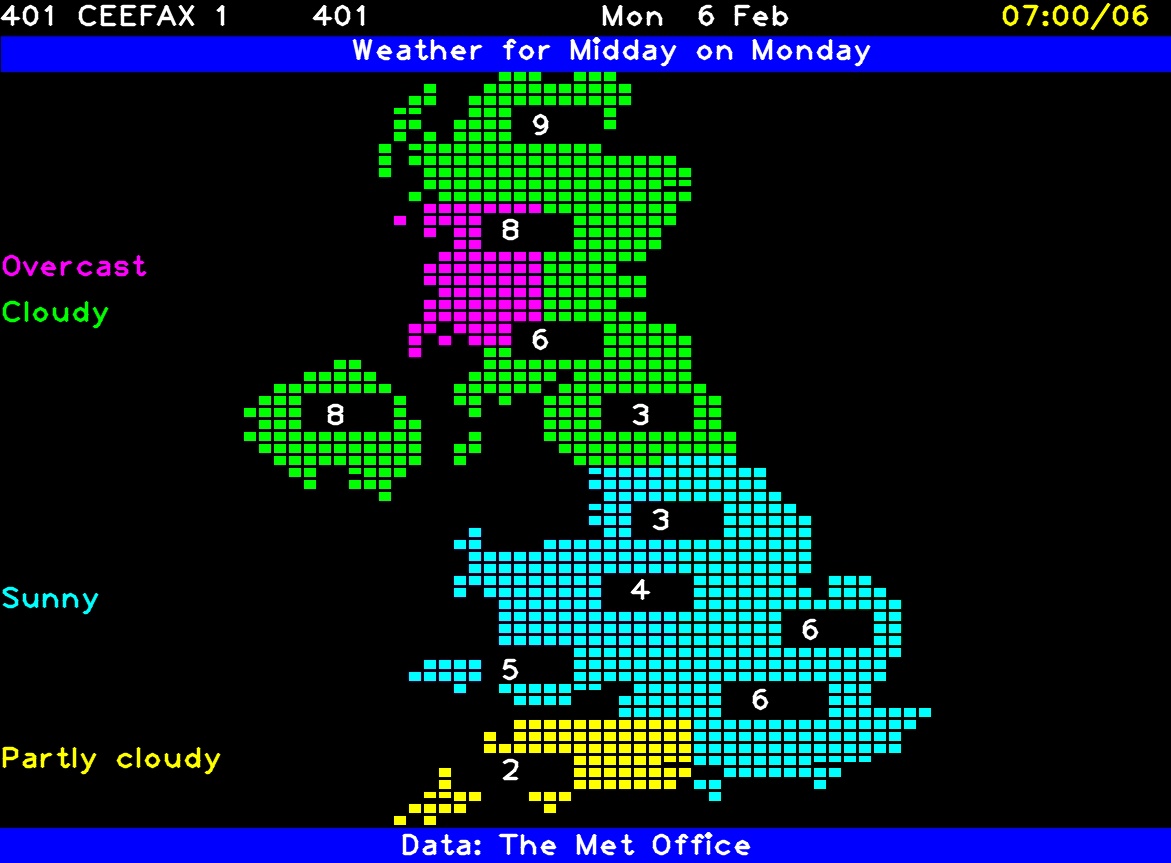 401 CEEFAX 1 401 Mon 6 Feb 07:00/06
Weather for Midday on Monday
9
8
Overcast
Cloudy
6
8 3
3
4
Sunny
6
5
6
Partly cloudy
2
Data: The Met Office